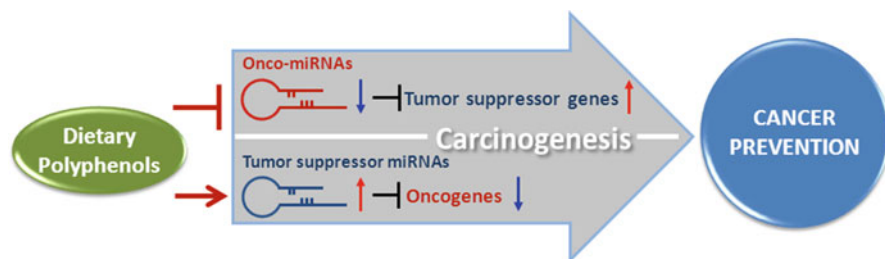 Dietary
Polyphenols
Onco-miRNAs
Tumor suppressor genes
Carcinogenesis
Tumor suppressor miRNAs
Oncogenes
CANCER
PREVENTION